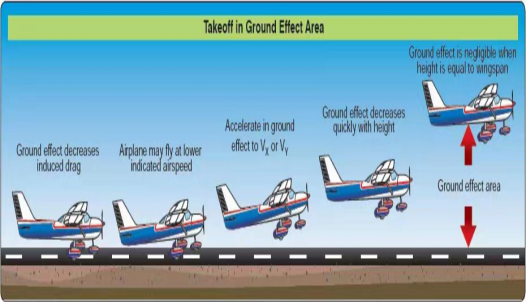 Takeoff in Ground Effect Area
Ground effect is negligible when
height is equal to wingspan
Ground effect decreases
quickly with height
Accelerate in ground
effect to VX or VY
Ground effect decreases
induced drag
Airplane may fly at lower
indicated airspeed
Ground effect area